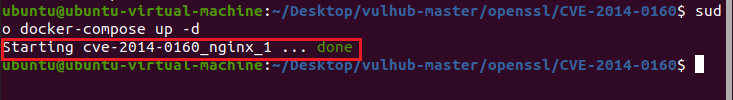 ubuntu@ubuntu-virtual-machine:~/Desktop/vulhub-master/openssl/CVE-2014-0160$ sud
o docker-compose up -d
Starting cve-2014-0160_nginx_1 ... done
ubuntu@ubuntu-virtual-machine:~/Desktop/vulhub-master/openssl/CVE-2014-0160$